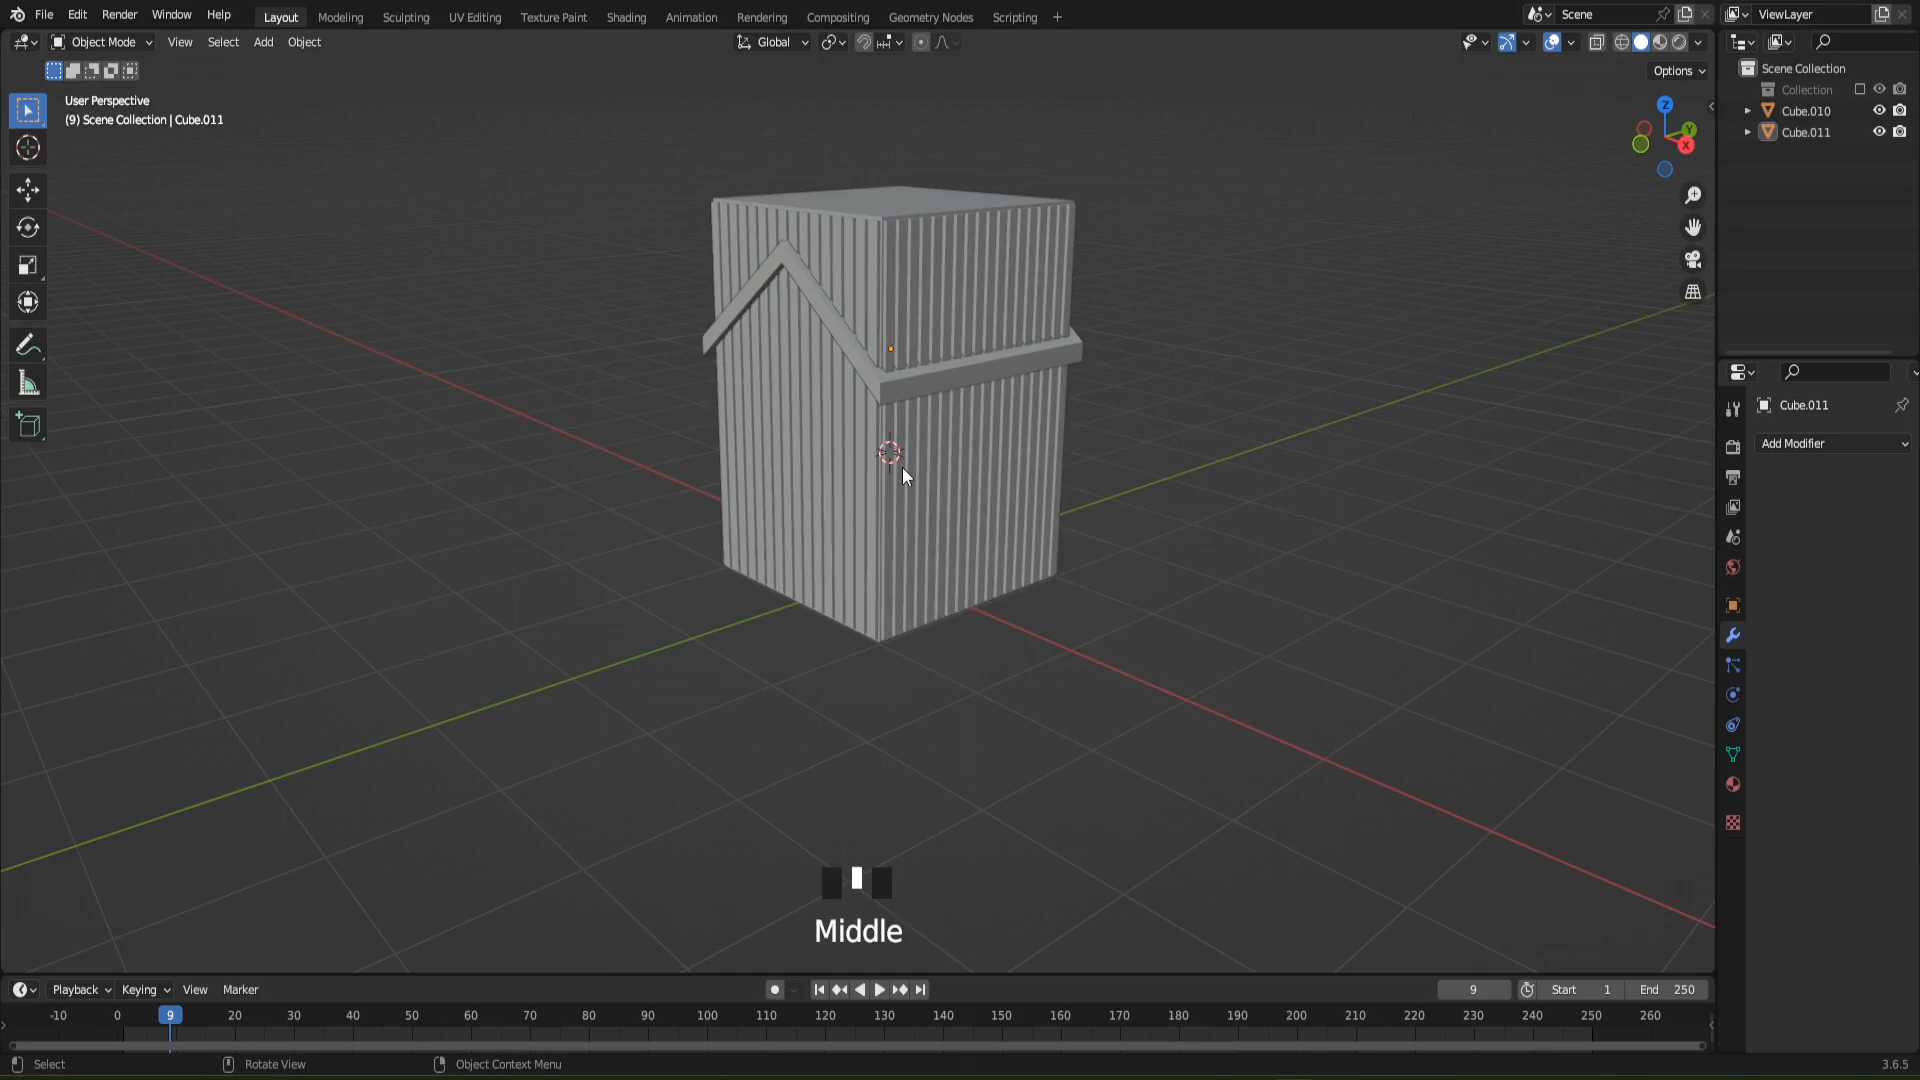 File Edit Render Window Help Layout Modeling Sculpting UV Editing Texture Paint Shading Animation Rendering Compositing Geometry Nodes Scripting + Scene ViewLayer
Object Mode View Select Add Object Global
Options
User Perspective
(9) Scene Collection | Cube.011
Scene Collection
Collection
Cube.010
Cube.011
Z
Y
X
Cube.011
Add Modifier
Middle
Playback Keying View Marker 9 Start 1 End 250
-10 0 9 20 30 40 50 60 70 80 90 100 110 120 130 140 150 160 170 180 190 200 210 220 230 240 250 260
Select Rotate View Object Context Menu 3.6.5